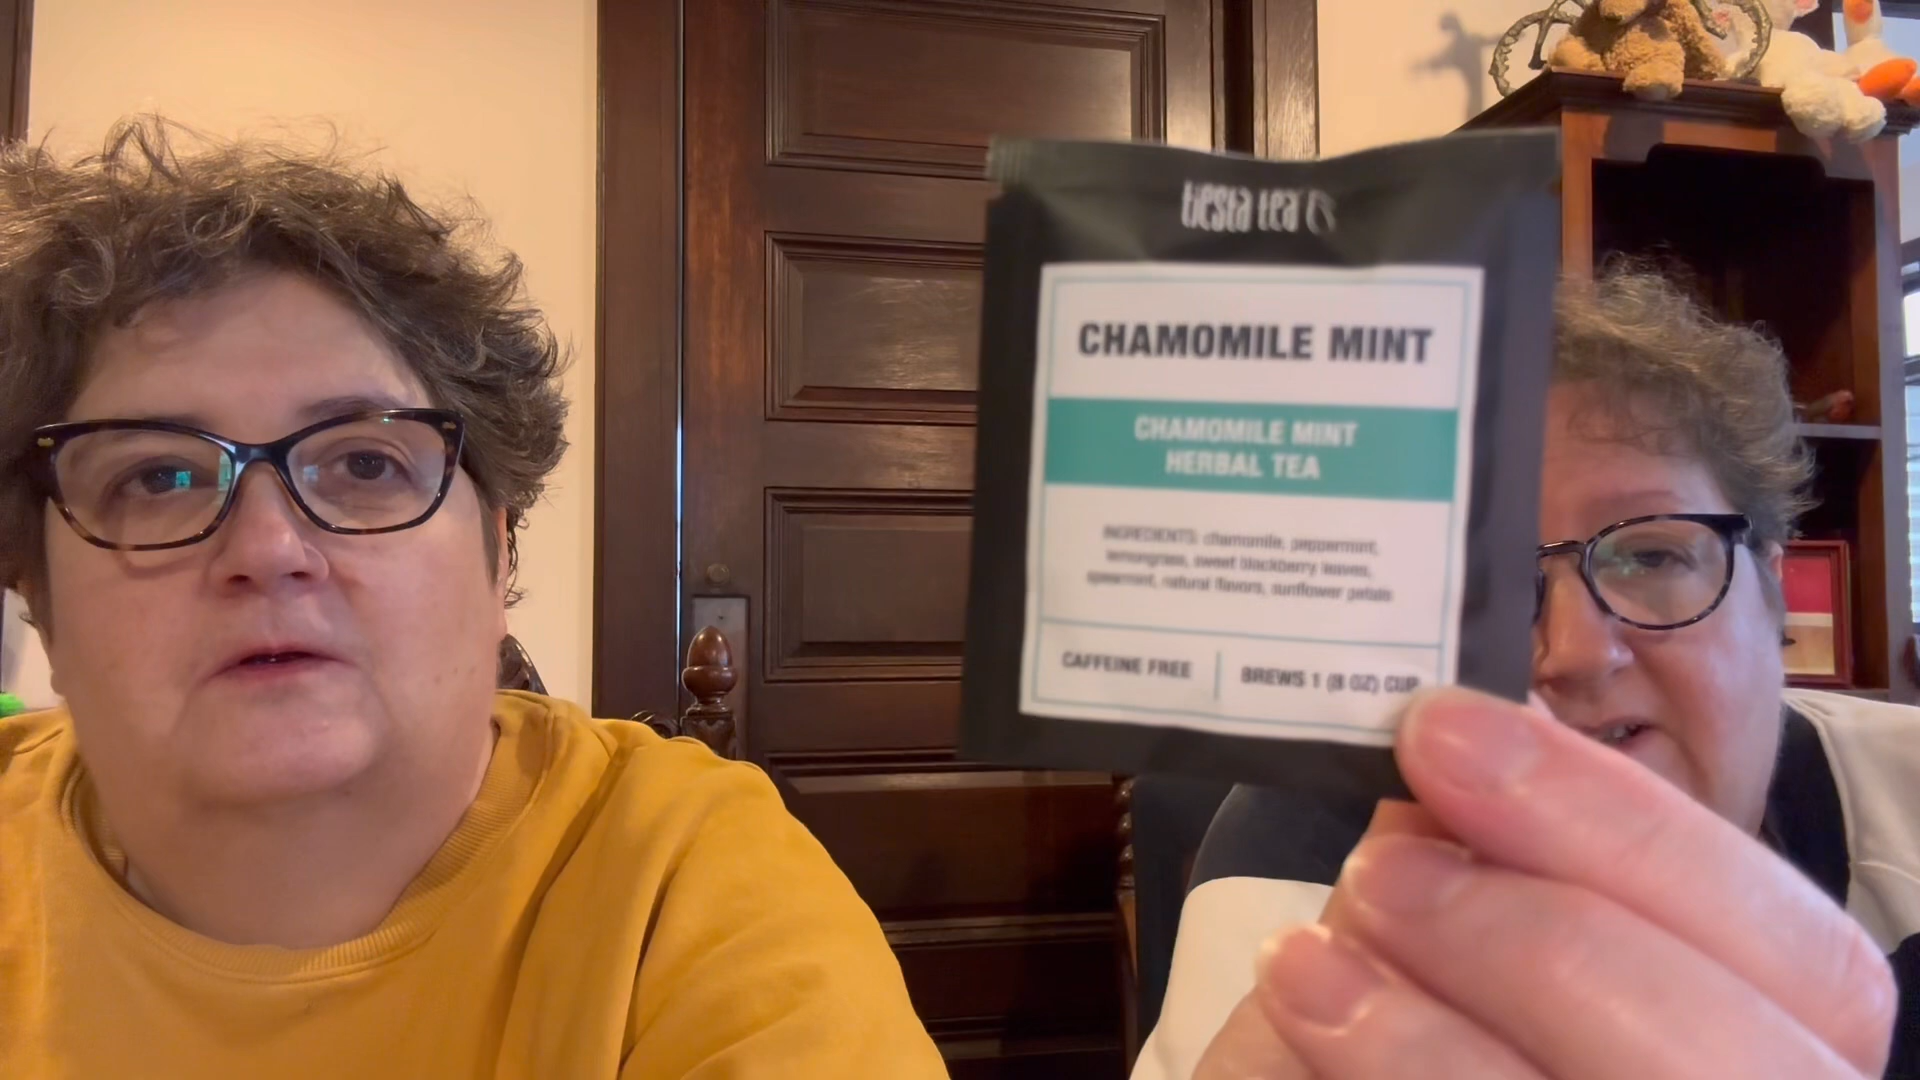 tiesta tea
CHAMOMILE MINT
CHAMOMILE MINT
HERBAL TEA
INGREDIENTS: chamomile, peppermint,
lemongrass, sweet blackberry leaves,
spearmint, natural flavors, sunflower petals
CAFFEINE FREE
BREWS 1 (8 OZ) CUP